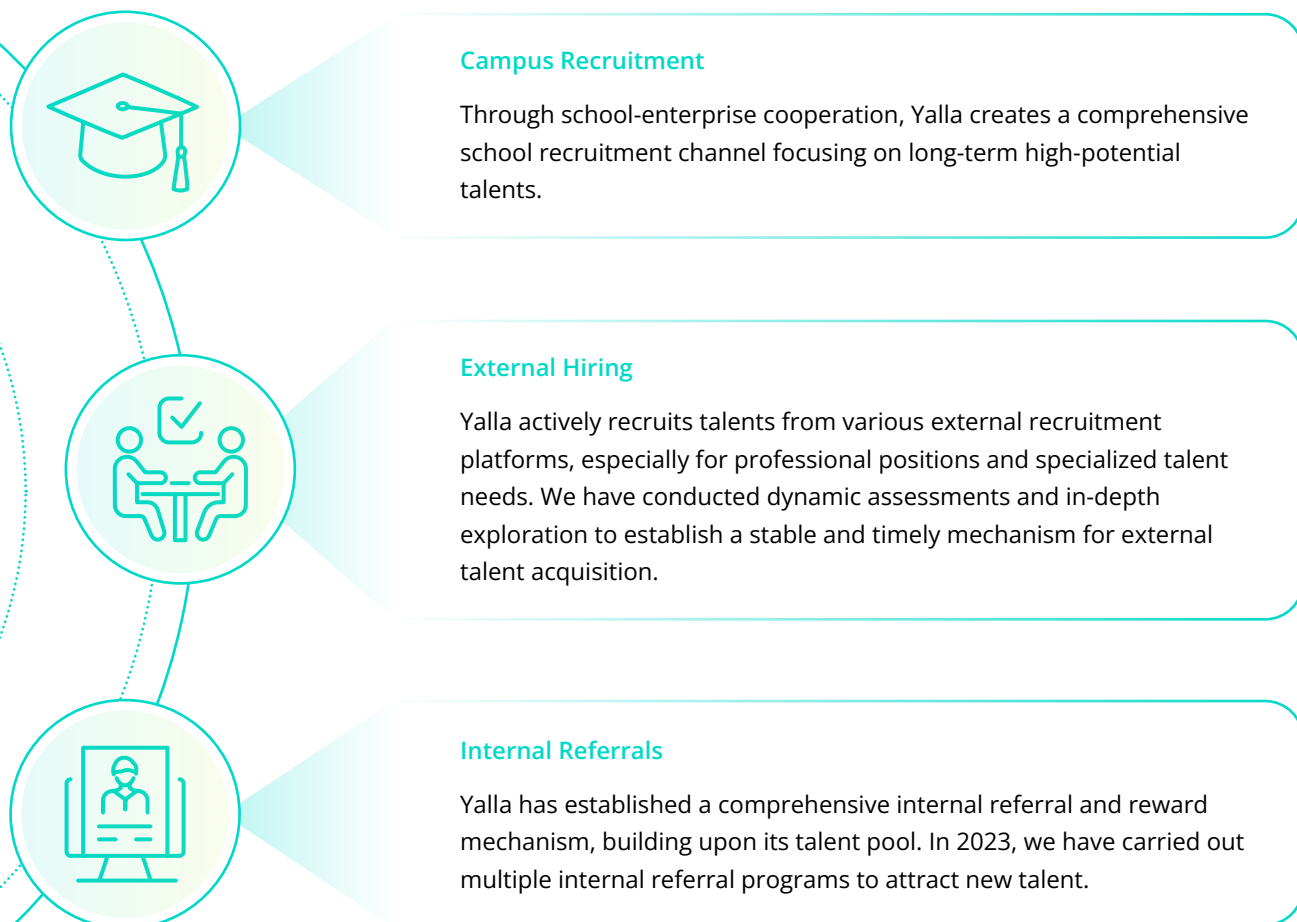 Campus Recruitment
Through school-enterprise cooperation, Yalla creates a comprehensive
school recruitment channel focusing on long-term high-potential
talents.
External Hiring
Yalla actively recruits talents from various external recruitment
platforms, especially for professional positions and specialized talent
needs. We have conducted dynamic assessments and in-depth
exploration to establish a stable and timely mechanism for external
talent acquisition.
Internal Referrals
Yalla has established a comprehensive internal referral and reward
mechanism, building upon its talent pool. In 2023, we have carried out
multiple internal referral programs to attract new talent.